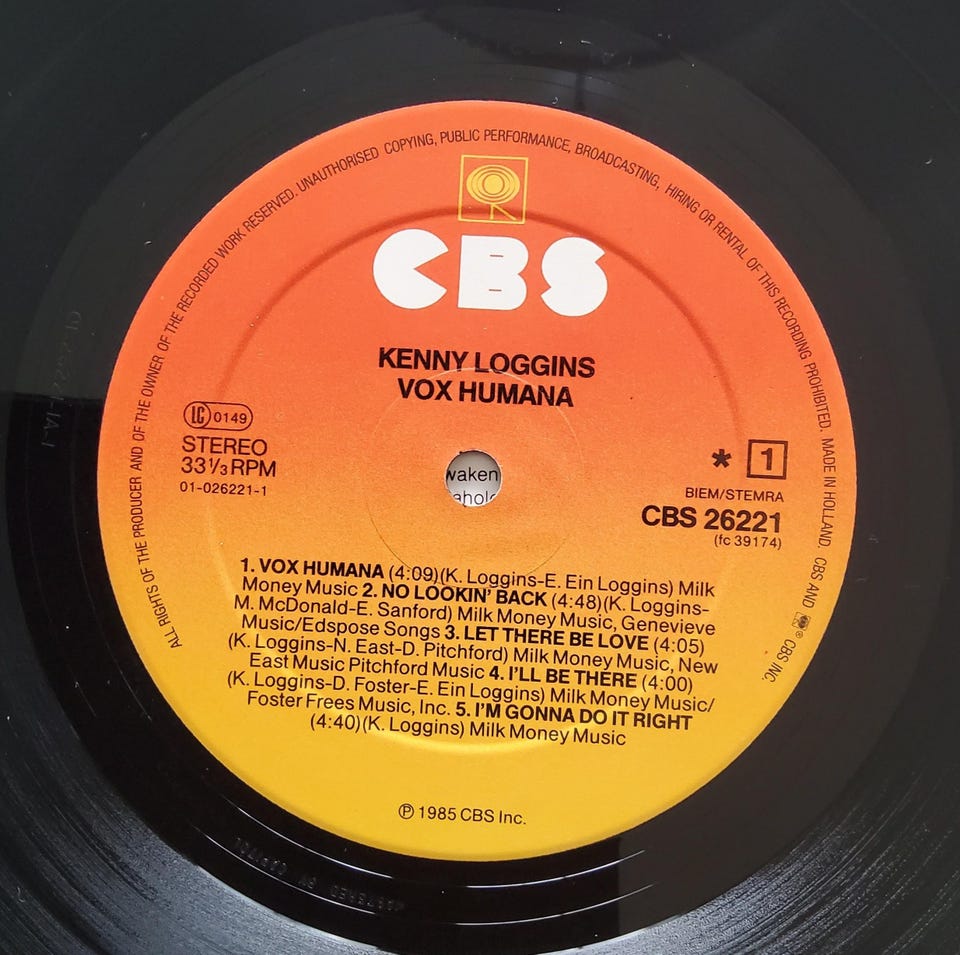 ALL RIGHTS OF THE PRODUCER AND OF THE OWNER OF THE RECORDED WORK RESERVED. UNAUTHORISED COPYING, PUBLIC PERFORMANCE, BROADCASTING, HIRING OR RENTAL OF THIS RECORDING PROHIBITED. MADE IN HOLLAND. CBS AND ® CBS INC.
CBS
KENNY LOGGINS
VOX HUMANA
LC 0149
STEREO
33⅓ RPM
01-026221-1
* 1
BIEM/STEMRA
CBS 26221
(fc 39174)
waken
1. VOX HUMANA (4:09)(K. Loggins-E. Ein Loggins) Milk
Money Music 2. NO LOOKIN' BACK (4:48)(K. Loggins-
M. McDonald-E. Sanford) Milk Money Music, Genevieve
Music/Edspose Songs 3. LET THERE BE LOVE (4:05)
(K. Loggins-N. East-D. Pitchford) Milk Money Music, New
East Music Pitchford Music 4. I'LL BE THERE (4:00)
(K. Loggins-D. Foster-E. Ein Loggins) Milk Money Music/
Foster Frees Music, Inc. 5. I'M GONNA DO IT RIGHT
(4:40)(K. Loggins) Milk Money Music
℗ 1985 CBS Inc.